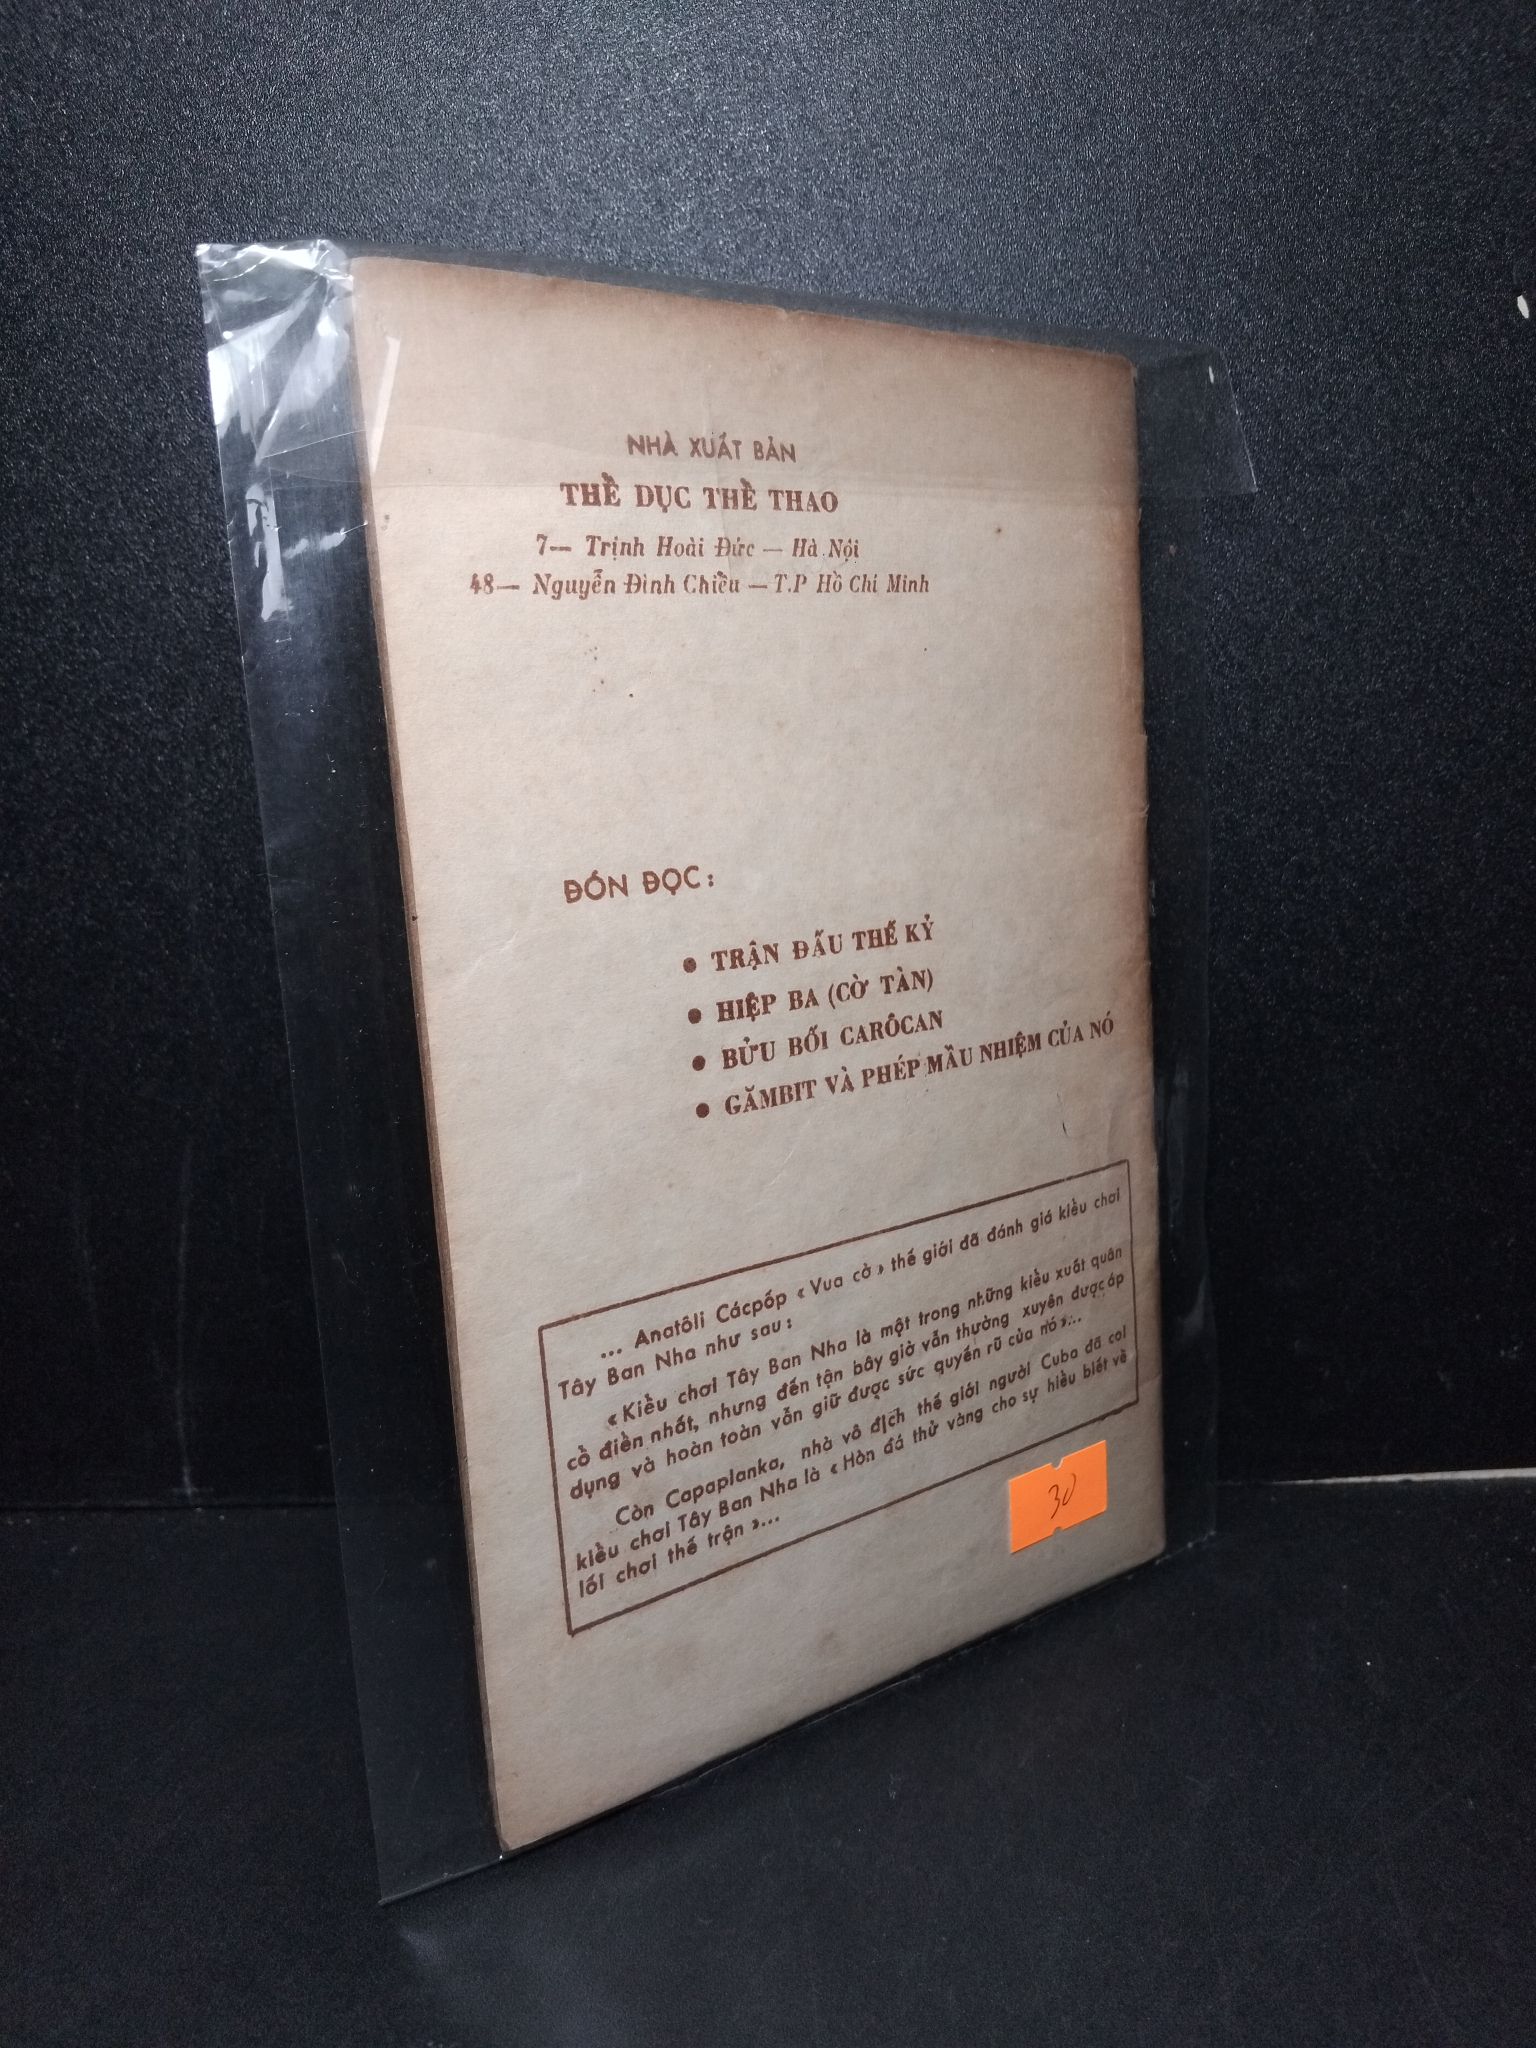 NHÀ XUẤT BẢN
THỂ DỤC THỂ THAO
7— Trịnh Hoài Đức — Hà Nội
48— Nguyễn Đình Chiểu — T.P Hồ Chí Minh
ĐÓN ĐỌC :
● TRẬN ĐẤU THẾ KỶ
● HIỆP BA (CỜ TÀN)
● BỬU BỐI CARÔCAN
● GĂMBIT VÀ PHÉP MẦU NHIỆM CỦA NÓ
... Anatôli Cácpốp « Vua cờ » thế giới đã đánh giá kiểu chơi
Tây Ban Nha như sau :
« Kiểu chơi Tây Ban Nha là một trong những kiểu xuất quân
cổ điển nhất, nhưng đến tận bây giờ vẫn thường xuyên được áp
dụng và hoàn toàn vẫn giữ được sức quyến rũ của nó »...
Còn Capaplanka, nhà vô địch thế giới người Cuba đã coi
kiểu chơi Tây Ban Nha là « Hòn đá thử vàng cho sự hiểu biết về
lối chơi thế trận »...
30